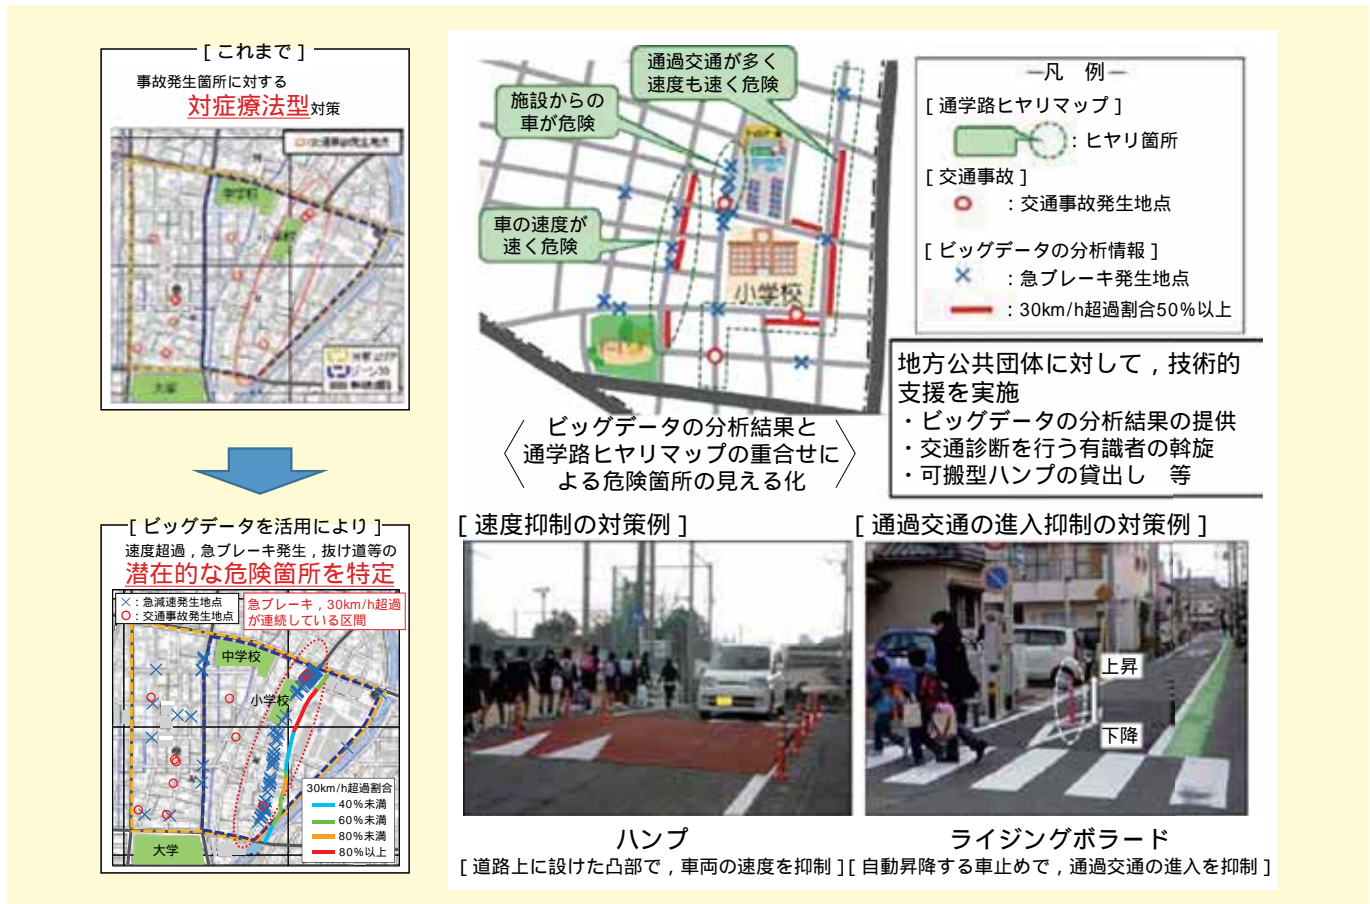 [ これまで ]
事故発生箇所に対する
対症療法型対策
交通事故発生地点
中学校
小学校
大学
[ ビッグデータを活用により ]
速度超過，急ブレーキ発生，抜け道等の
潜在的な危険箇所を特定
×：急減速発生地点
○：交通事故発生地点
急ブレーキ，30km/h超過
が連続している区間
中学校
小学校
大学
30km/h超過割合
40％未満
60％未満
80％未満
80％以上
通過交通が多く
速度も速く危険
施設からの
車が危険
車の速度が
速く危険
小学校
〈ビッグデータの分析結果と
通学路ヒヤリマップの重合せに
よる危険箇所の見える化〉
―凡　例―
[ 通学路ヒヤリマップ ]
：ヒヤリ箇所
[ 交通事故 ]
：交通事故発生地点
[ ビッグデータの分析情報 ]
：急ブレーキ発生地点
：30km/h超過割合50％以上
地方公共団体に対して，技術的
支援を実施
・ビッグデータの分析結果の提供
・交通診断を行う有識者の斡旋
・可搬型ハンプの貸出し　等
[ 速度抑制の対策例 ]
ハンプ
[ 道路上に設けた凸部で，車両の速度を抑制 ]
[ 通過交通の進入抑制の対策例 ]
上昇
下降
ライジングボラード
[ 自動昇降する車止めで，通過交通の進入を抑制 ]